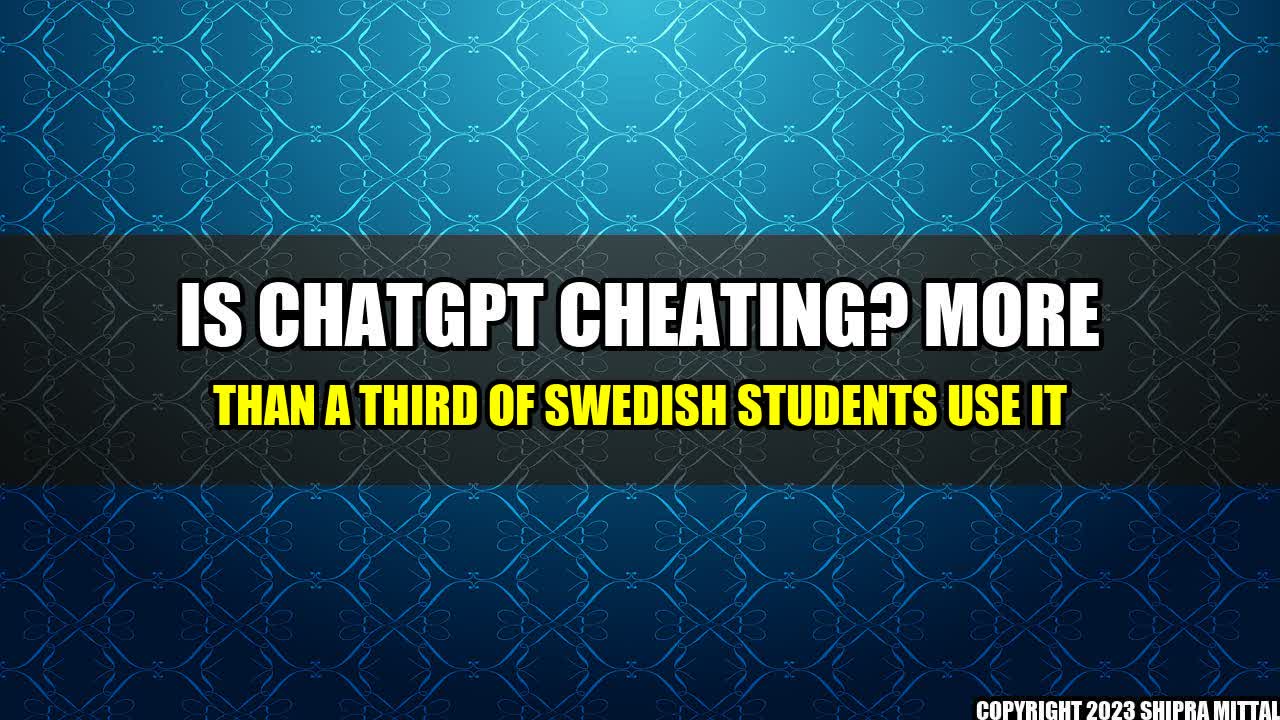 IS CHATGPT CHEATING? MORE
THAN A THIRD OF SWEDISH STUDENTS USE IT
COPYRIGHT 2023 SHIPRA MITTAL